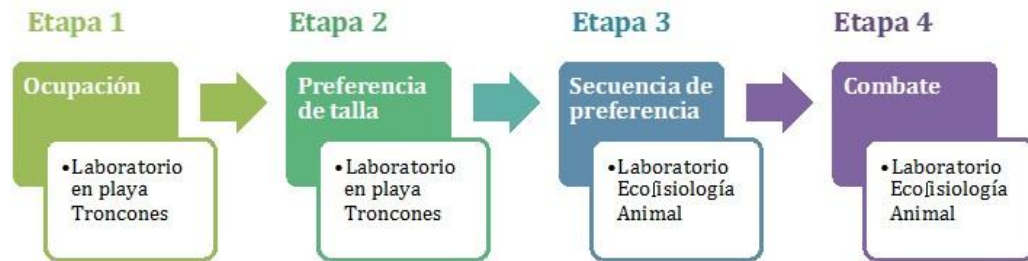 Etapa 1
Ocupación
•Laboratorio
en playa
Troncones
Etapa 2
Preferencia
de talla
•Laboratorio
en playa
Troncones
Etapa 3
Secuencia de
preferencia
•Laboratorio
Ecofisiología
Animal
Etapa 4
Combate
•Laboratorio
Ecofisiología
Animal